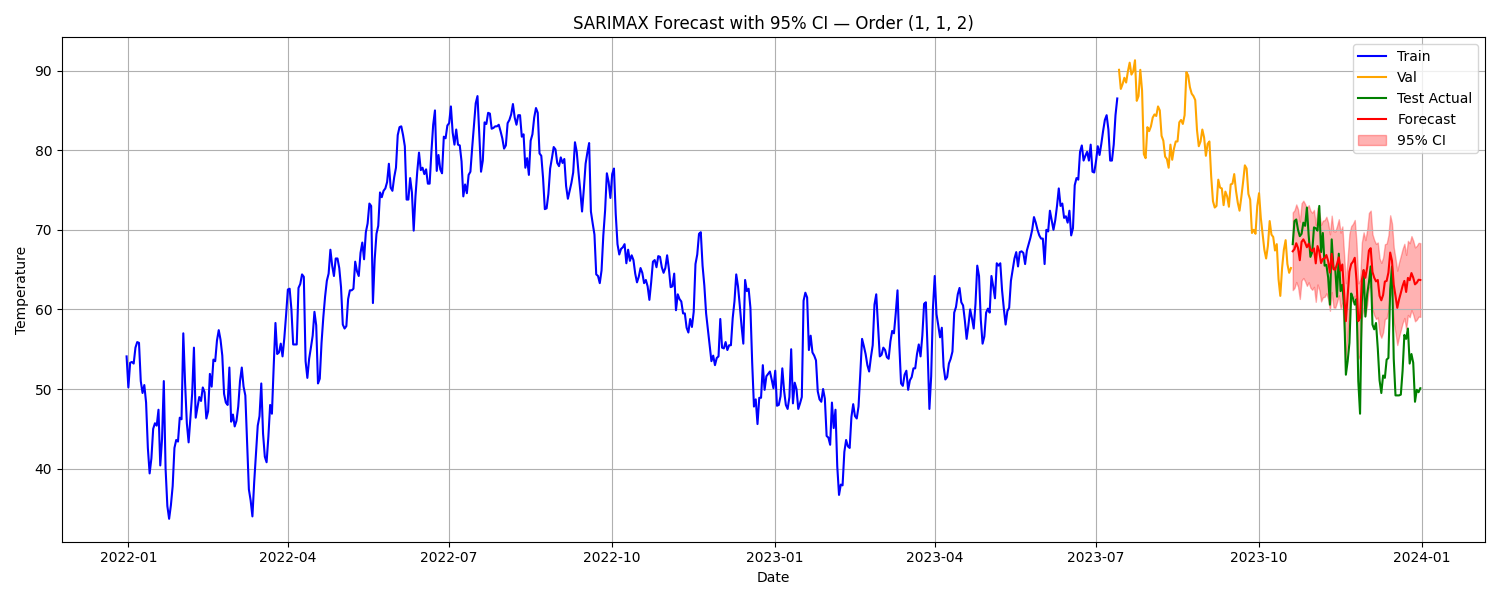 SARIMAX Forecast with 95% CI — Order (1, 1, 2)
Train
Val
Test Actual
Forecast
95% CI
Temperature
90
80
70
60
50
40
2022-01
2022-04
2022-07
2022-10
2023-01
2023-04
2023-07
2023-10
2024-01
Date